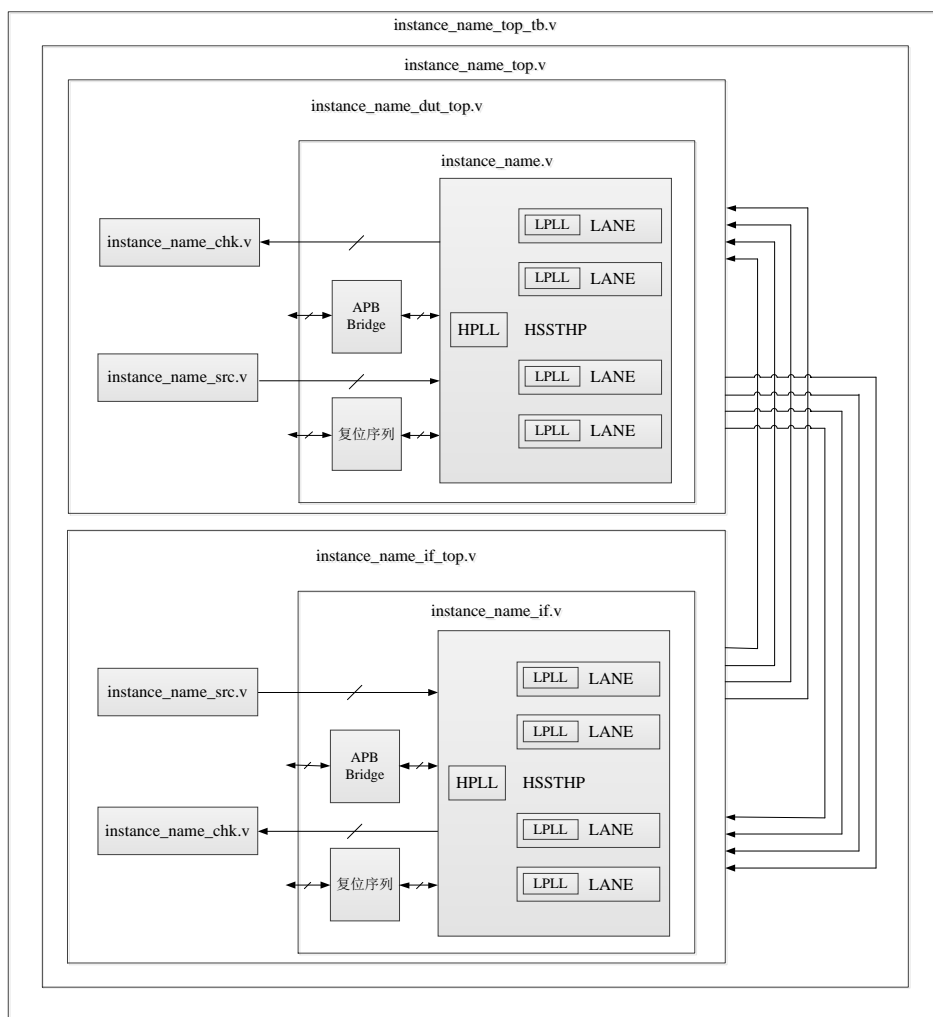 instance_name_top_tb.v
instance_name_top.v
instance_name_dut_top.v
instance_name.v
LPLL LANE
instance_name_chk.v
LPLL LANE
APB
Bridge
HPLL HSSTHP
instance_name_src.v
LPLL LANE
复位序列
LPLL LANE
instance_name_if_top.v
instance_name_if.v
LPLL LANE
instance_name_src.v
LPLL LANE
APB
Bridge
HPLL HSSTHP
instance_name_chk.v
LPLL LANE
复位序列
LPLL LANE